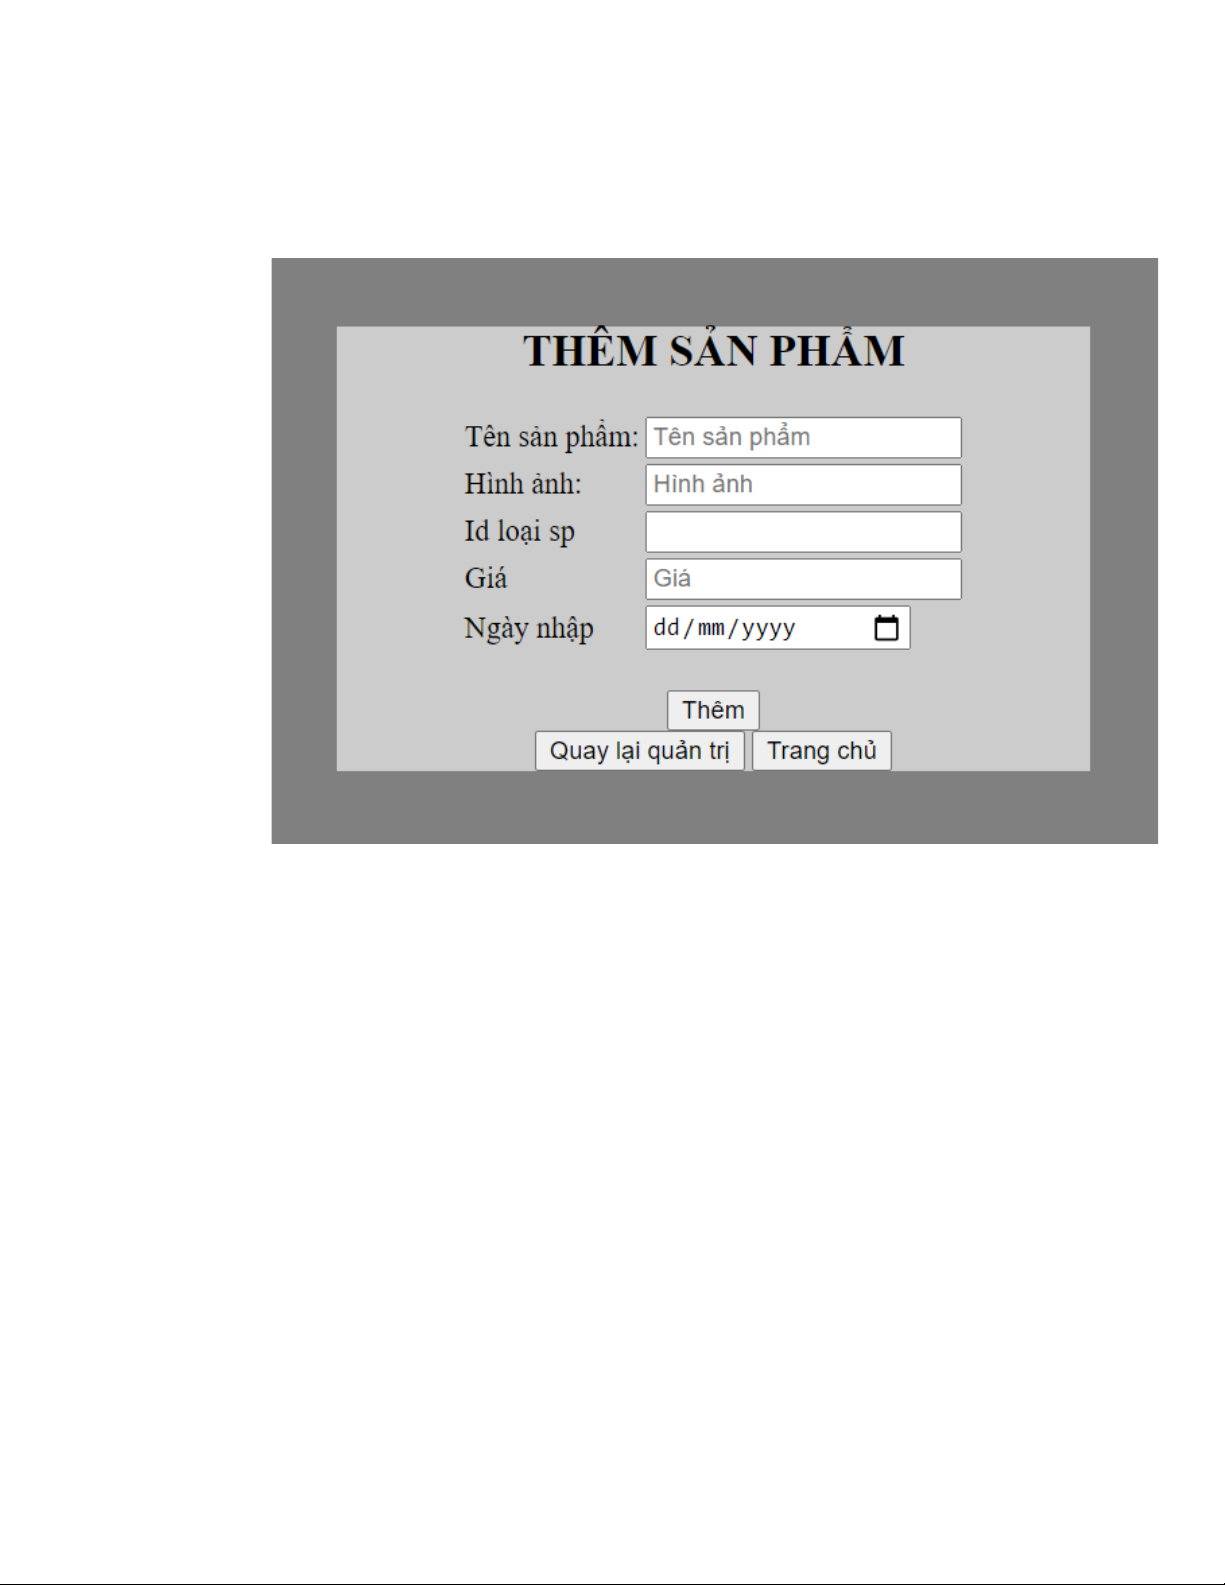 THÊM SẢN PHẨM
Tên sản phẩm: Tên sản phẩm
Hình ảnh: Hình ảnh
Id loại sp
Giá Giá
Ngày nhập dd/mm/yyyy
Thêm
Quay lại quản trị Trang chủ